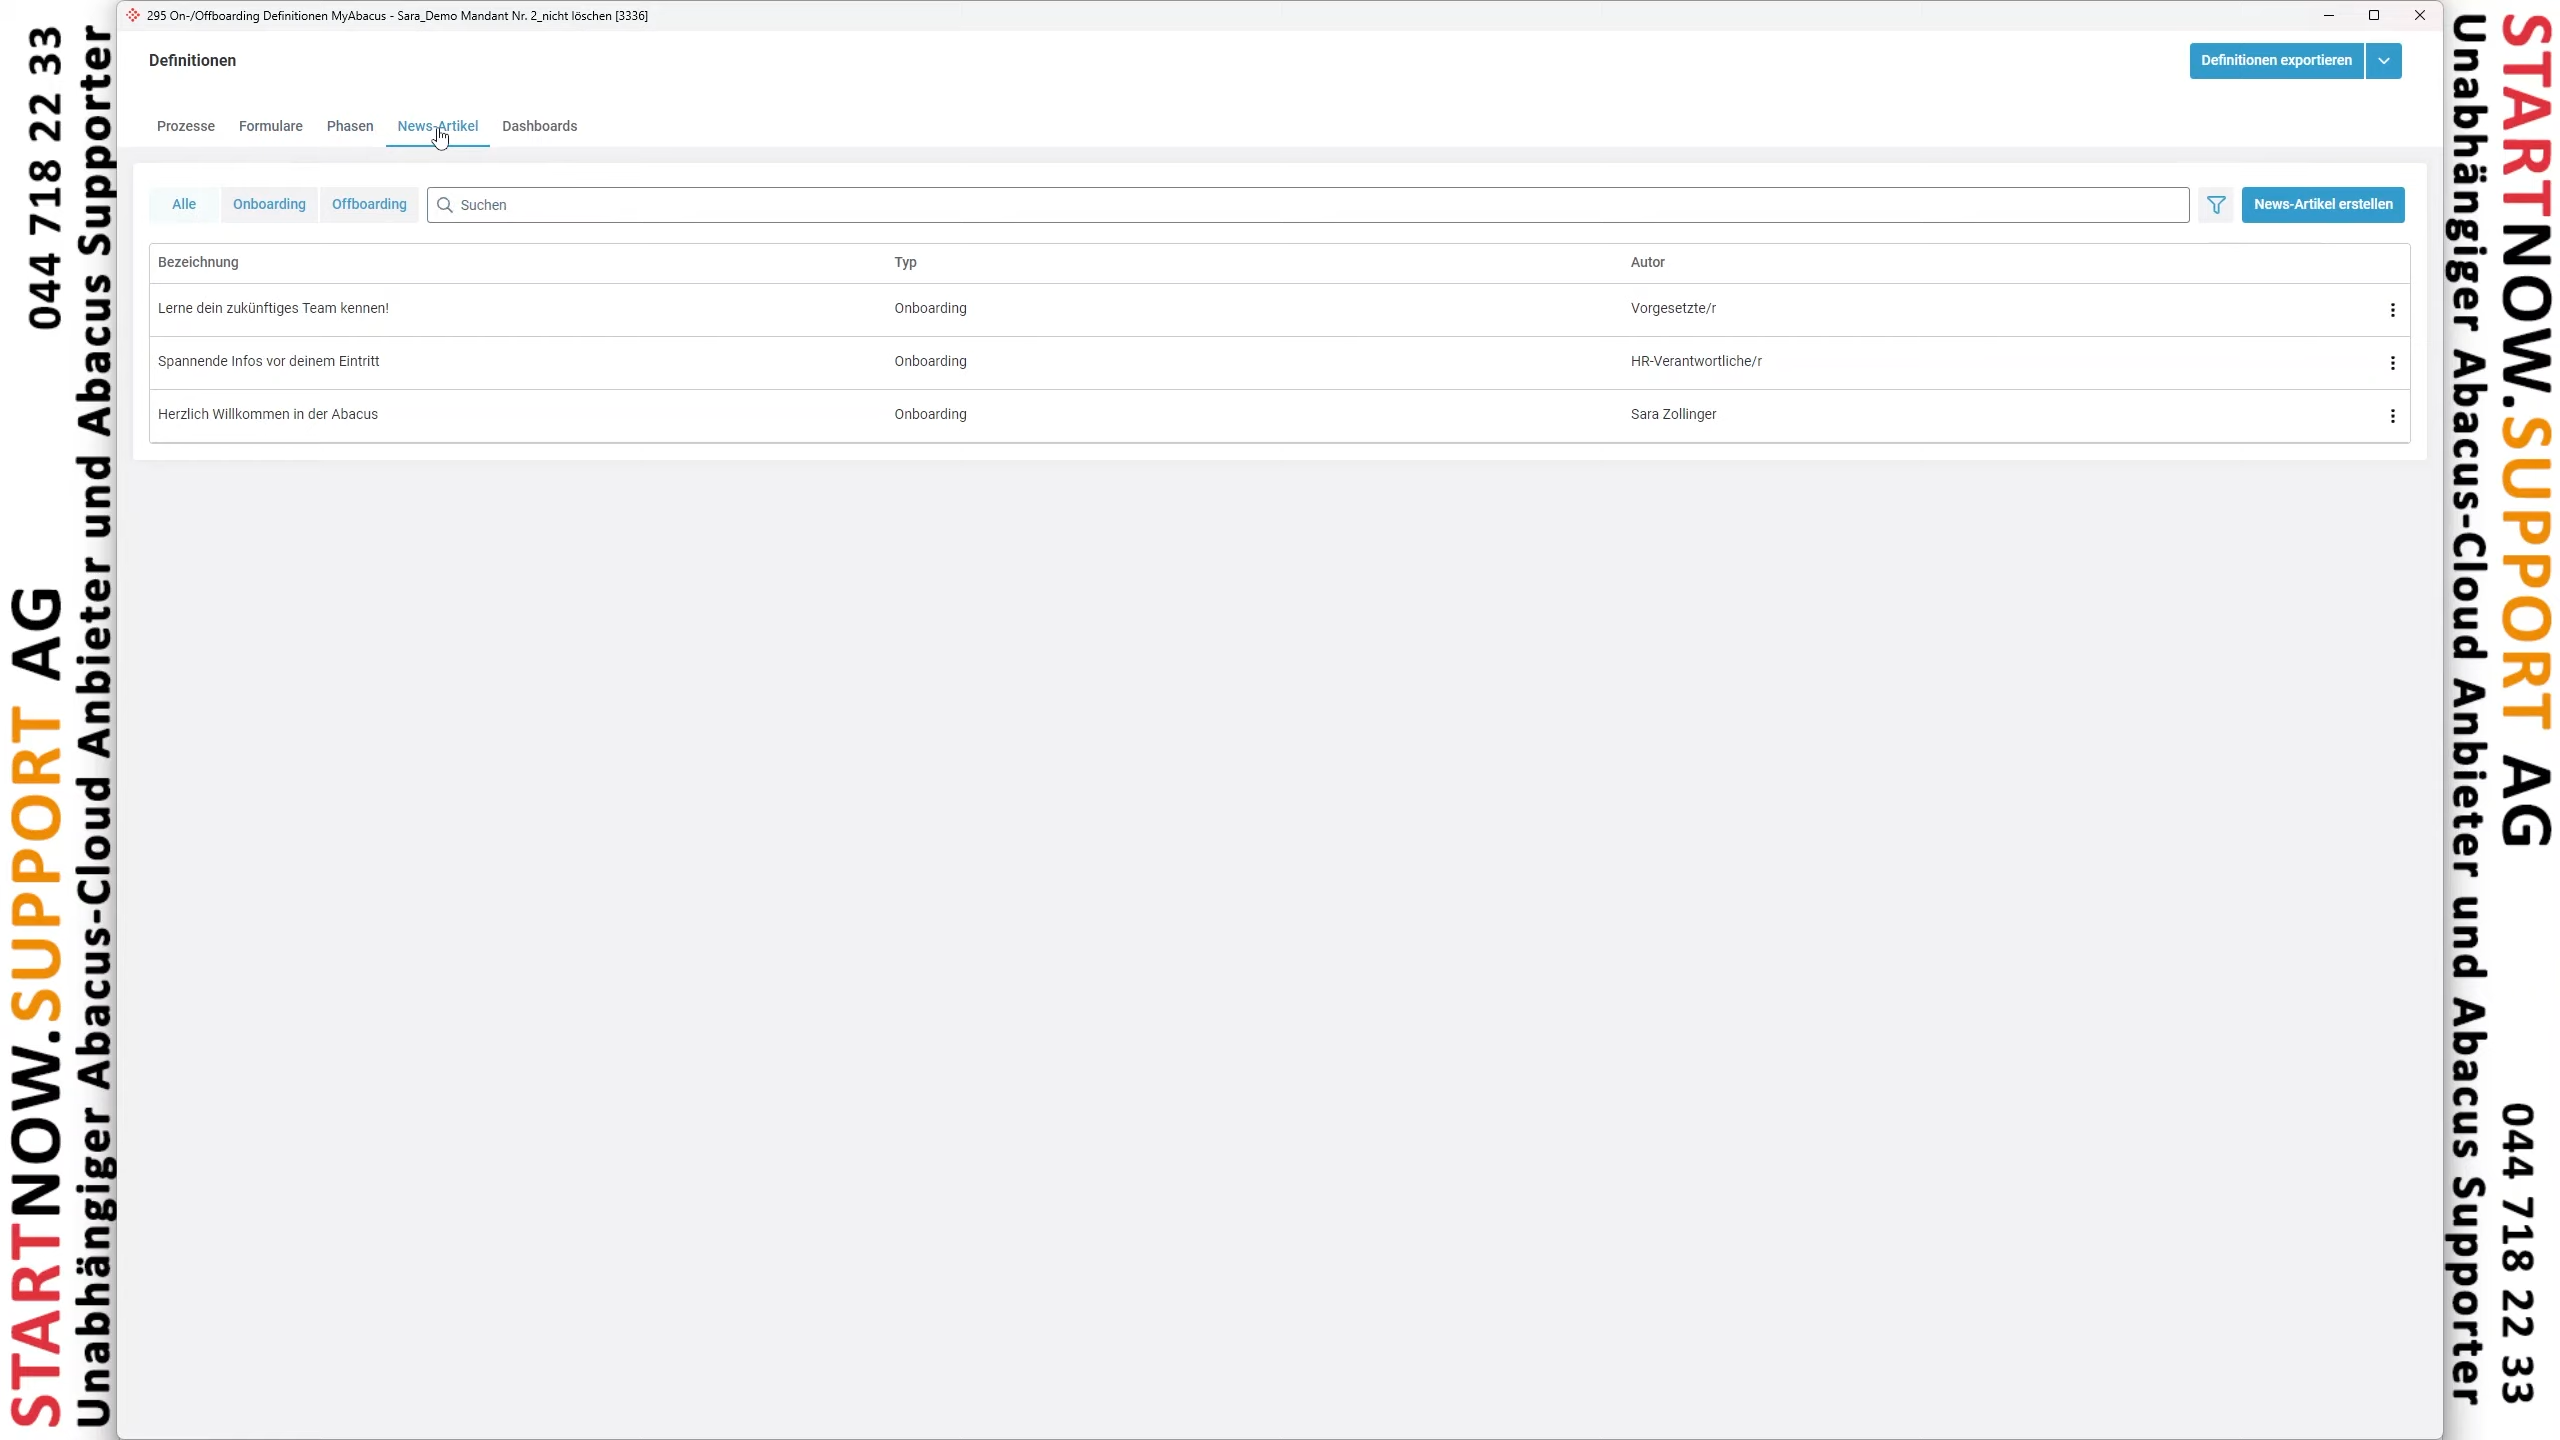 295 On-/Offboarding Definitionen MyAbacus - Sara_Demo Mandant Nr. 2_nicht löschen [3336]
Definitionen
Definitionen exportieren
Prozesse Formulare Phasen News-Artikel Dashboards
Alle Onboarding Offboarding Suchen News-Artikel erstellen
Bezeichnung Typ Autor
Lerne dein zukünftiges Team kennen! Onboarding Vorgesetzte/r
Spannende Infos vor deinem Eintritt Onboarding HR-Verantwortliche/r
Herzlich Willkommen in der Abacus Onboarding Sara Zollinger
STARTNOW.SUPPORT AG 044 718 22 33
Unabhängiger Abacus-Cloud Anbieter und Abacus Supporter
STARTNOW.SUPPORT AG 044 718 22 33
Unabhängiger Abacus-Cloud Anbieter und Abacus Supporter